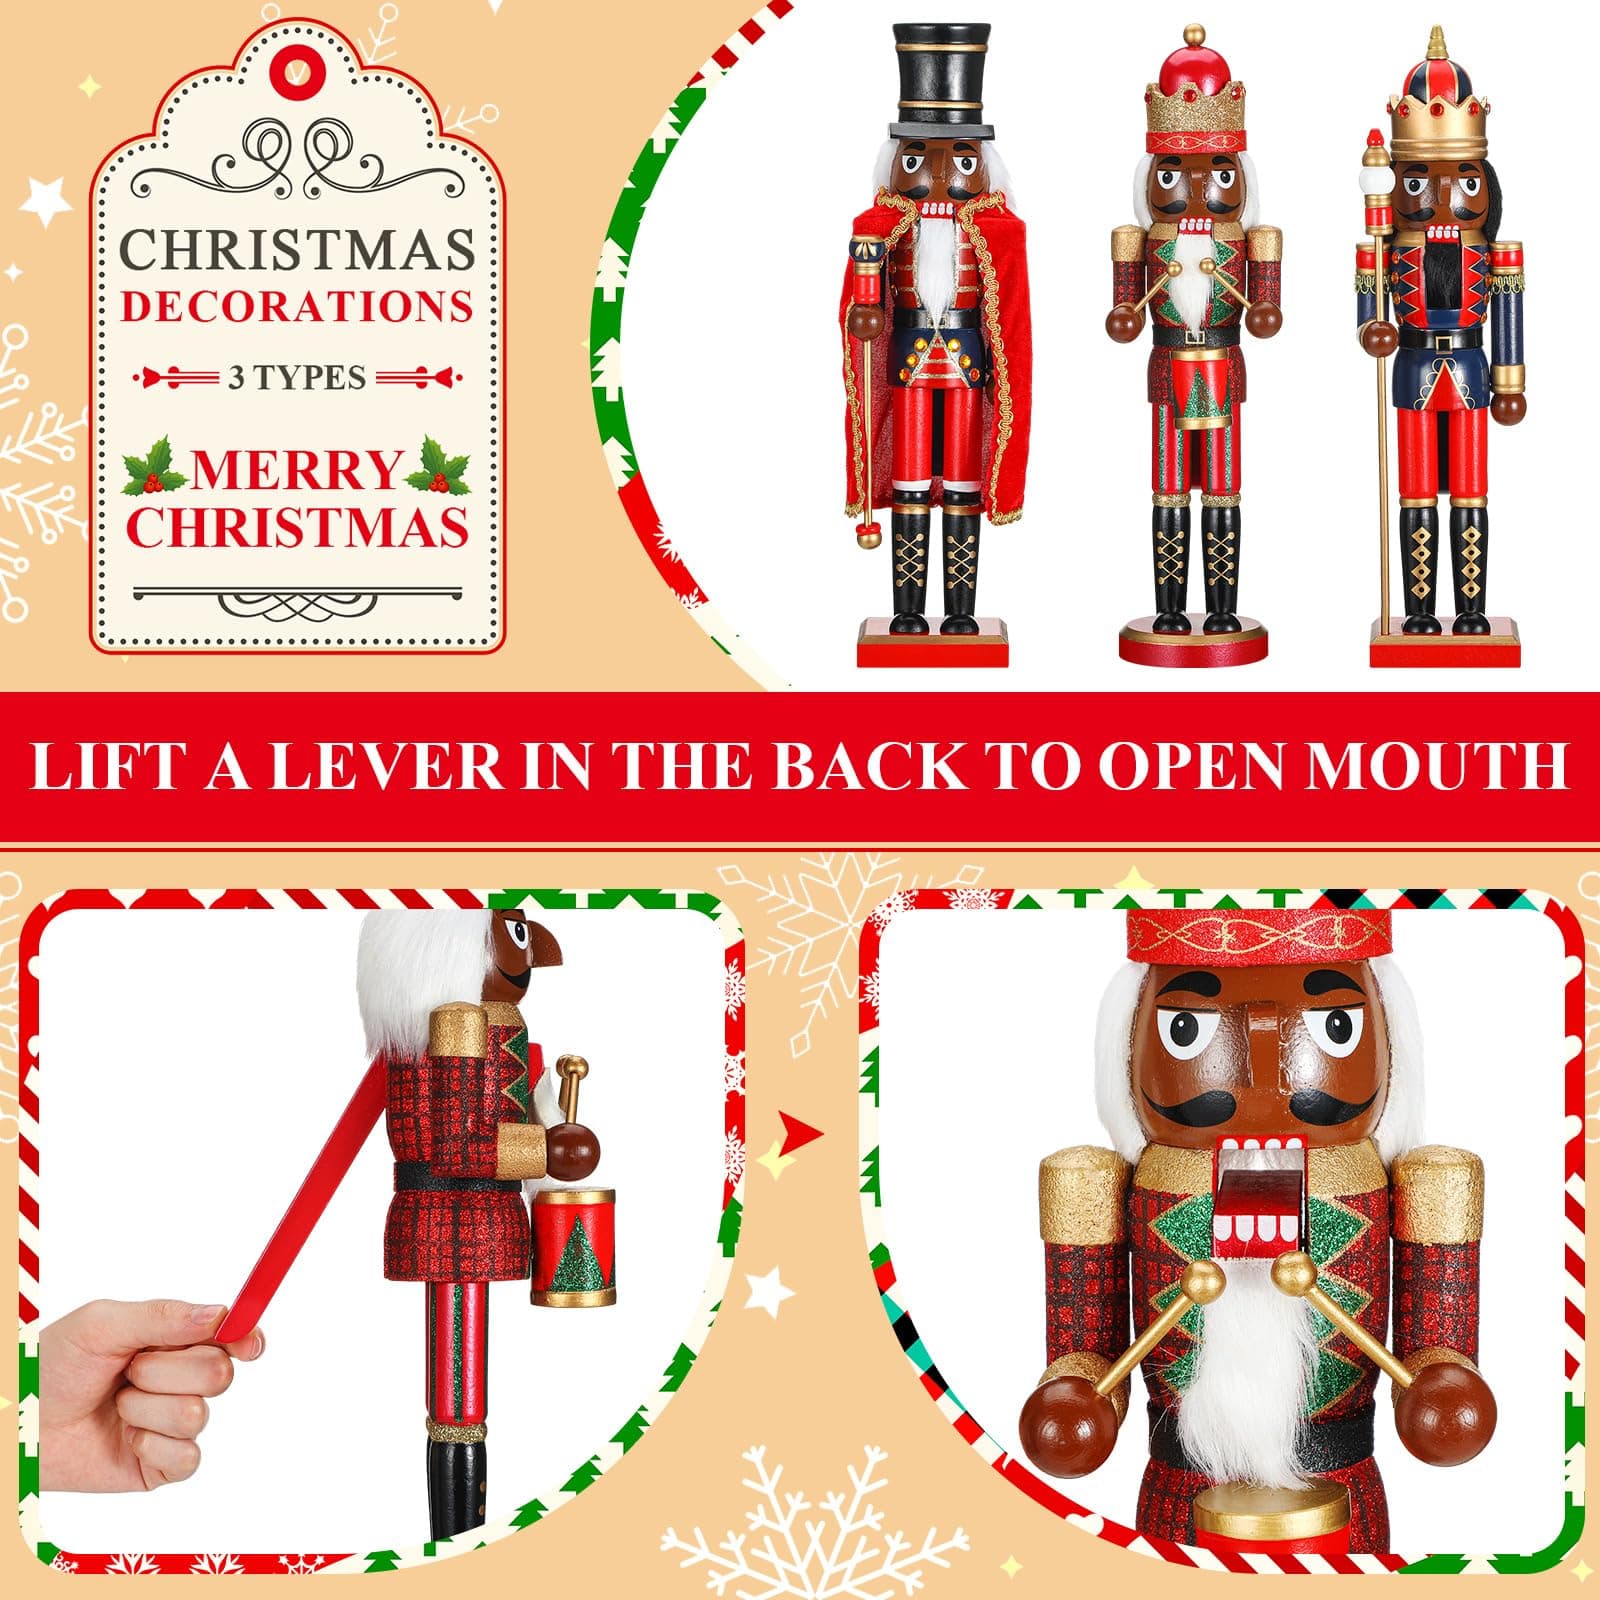 CHRISTMAS
DECORATIONS
3 TYPES
MERRY
CHRISTMAS
LIFT A LEVER IN THE BACK TO OPEN MOUTH